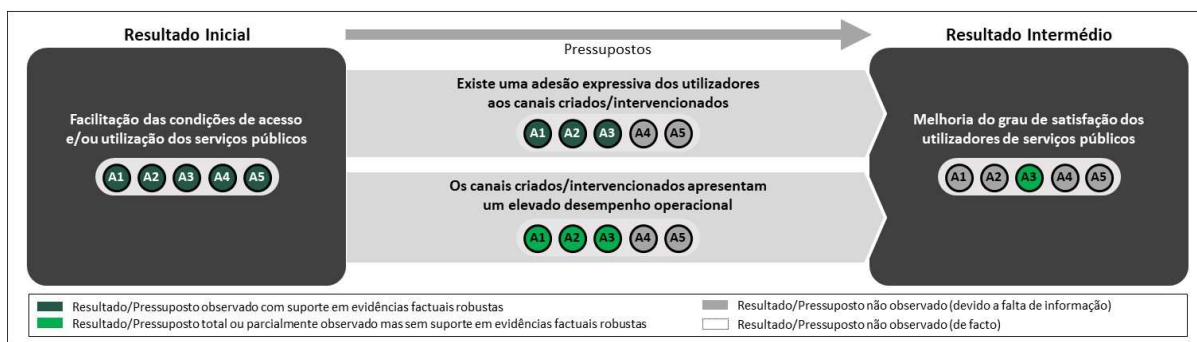 Resultado Inicial
Pressupostos
Resultado Intermédio
Facilitação das condições de acesso
e/ou utilização dos serviços públicos
A1 A2 A3 A4 A5
Existe uma adesão expressiva dos utilizadores
aos canais criados/intervencionados
A1 A2 A3 A4 A5
Os canais criados/intervencionados apresentam
um elevado desempenho operacional
A1 A2 A3 A4 A5
Melhoria do grau de satisfação dos
utilizadores de serviços públicos
A1 A2 A3 A4 A5
Resultado/Pressuposto observado com suporte em evidências factuais robustas
Resultado/Pressuposto total ou parcialmente observado mas sem suporte em evidências factuais robustas
Resultado/Pressuposto não observado (devido a falta de informação)
Resultado/Pressuposto não observado (de facto)